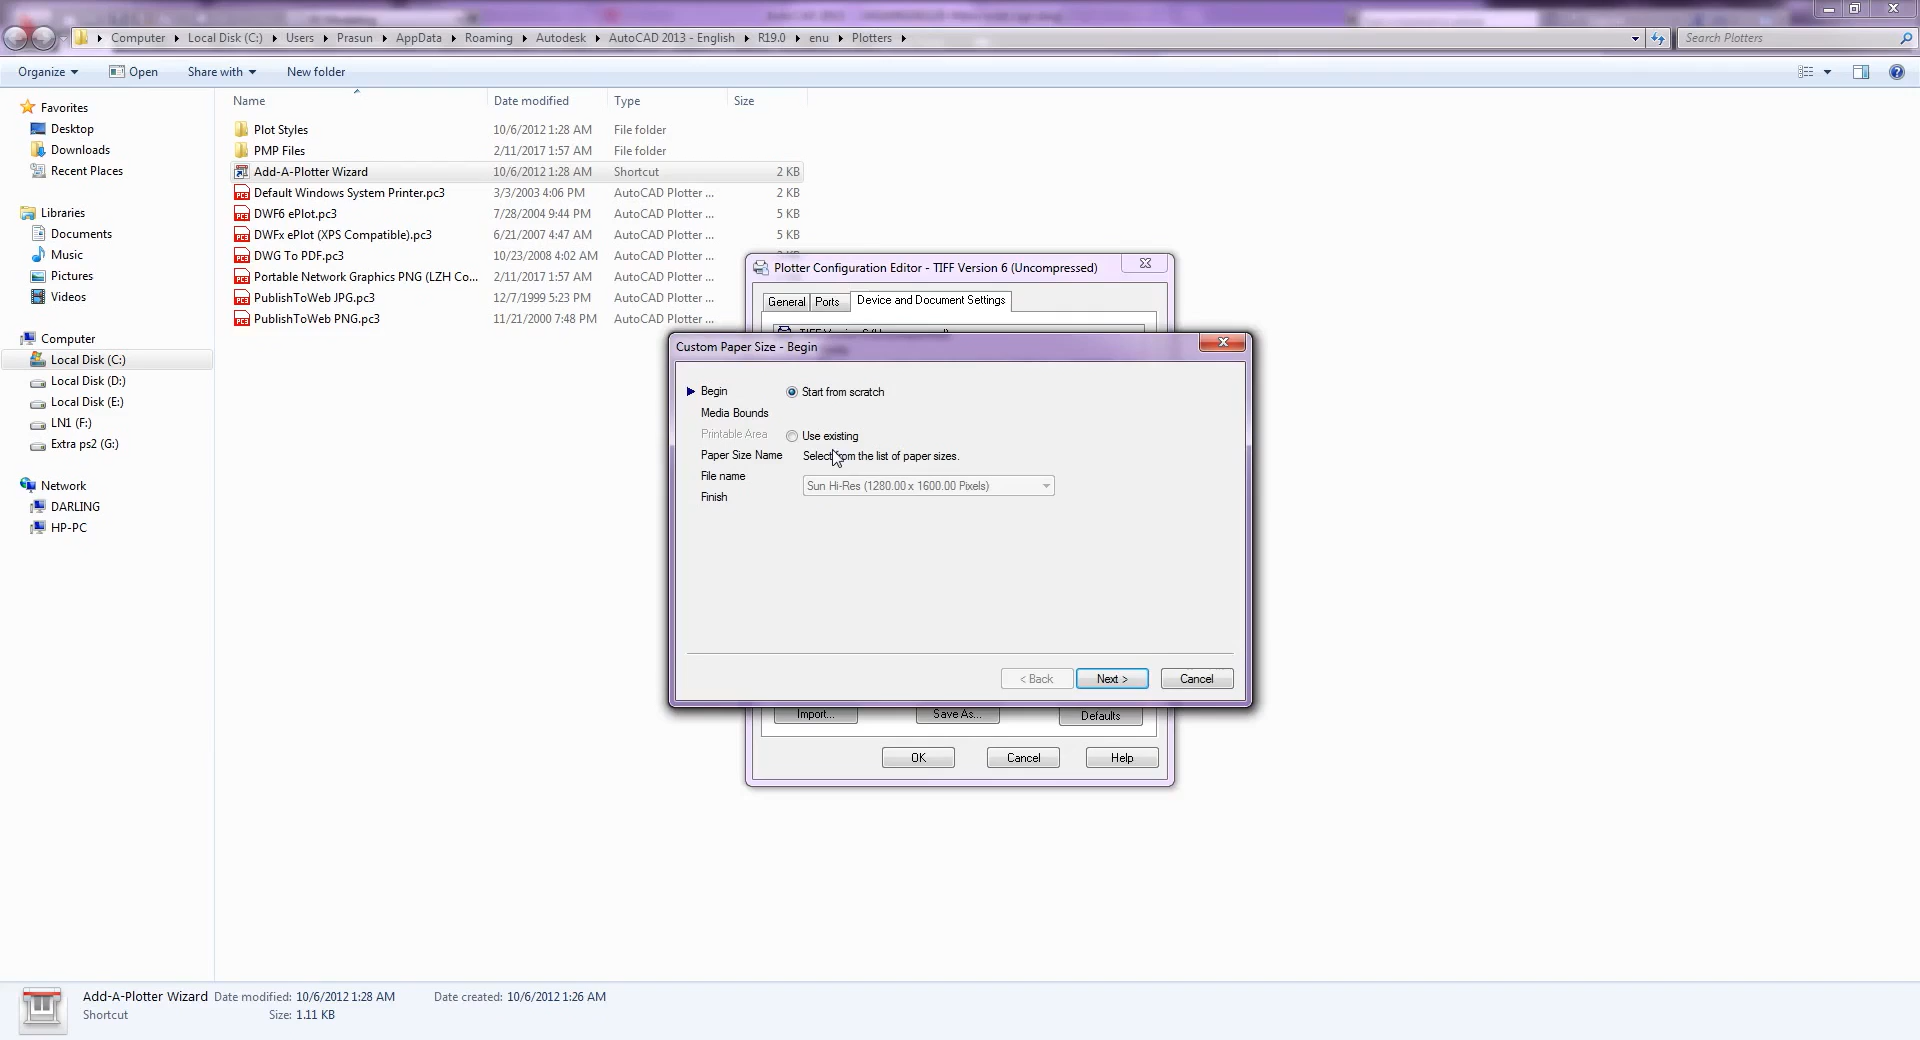 Computer Local Disk (C:) Users Prasun AppData Roaming Autodesk AutoCAD 2013 - English R19.0 enu Plotters
Search Plotters
Organize Open Share with New folder
Name Date modified Type Size
Favorites
Desktop
Downloads
Recent Places
Libraries
Documents
Music
Pictures
Videos
Computer
Local Disk (C:)
Local Disk (D:)
Local Disk (E:)
LN1 (F:)
Extra ps2 (G:)
Network
DARLING
HP-PC
Plot Styles 10/6/2012 1:28 AM File folder
PMP Files 2/11/2017 1:57 AM File folder
Add-A-Plotter Wizard 10/6/2012 1:28 AM Shortcut 2 KB
Default Windows System Printer.pc3 3/3/2003 4:06 PM AutoCAD Plotter ... 2 KB
DWF6 ePlot.pc3 7/28/2004 9:44 PM AutoCAD Plotter ... 5 KB
DWFx ePlot (XPS Compatible).pc3 6/21/2007 4:47 AM AutoCAD Plotter ... 5 KB
DWG To PDF.pc3 10/23/2008 4:02 AM AutoCAD Plotter ...
Portable Network Graphics PNG (LZH Co... 2/11/2017 1:57 AM AutoCAD Plotter ...
PublishToWeb JPG.pc3 12/7/1999 5:23 PM AutoCAD Plotter ...
PublishToWeb PNG.pc3 11/21/2000 7:48 PM AutoCAD Plotter ...
Plotter Configuration Editor - TIFF Version 6 (Uncompressed)
General Ports Device and Document Settings
Custom Paper Size - Begin
Begin
Media Bounds
Printable Area
Paper Size Name
File name
Finish
Start from scratch
Use existing
Select from the list of paper sizes.
Sun Hi-Res (1280.00 x 1600.00 Pixels)
< Back Next > Cancel
Import... Save As... Defaults
OK Cancel Help
Add-A-Plotter Wizard Date modified: 10/6/2012 1:28 AM Date created: 10/6/2012 1:26 AM
Shortcut Size: 1.11 KB